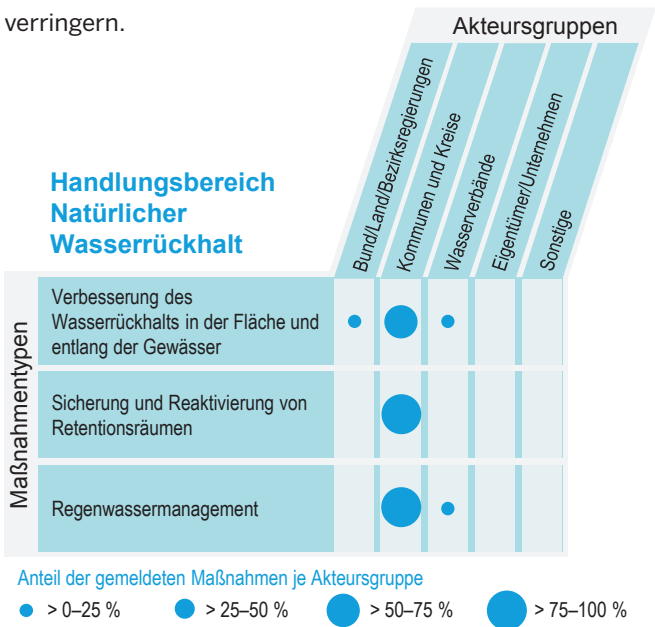 verringern.
Akteursgruppen
Bund/Land/Bezirksregierungen
Kommunen und Kreise
Wasserverbände
Eigentümer/Unternehmen
Sonstige
Handlungsbereich
Natürlicher
Wasserrückhalt
Maßnahmentypen
Verbesserung des
Wasserrückhalts in der Fläche und
entlang der Gewässer
Sicherung und Reaktivierung von
Retentionsräumen
Regenwassermanagement
Anteil der gemeldeten Maßnahmen je Akteursgruppe
> 0–25 % > 25–50 % > 50–75 % > 75–100 %